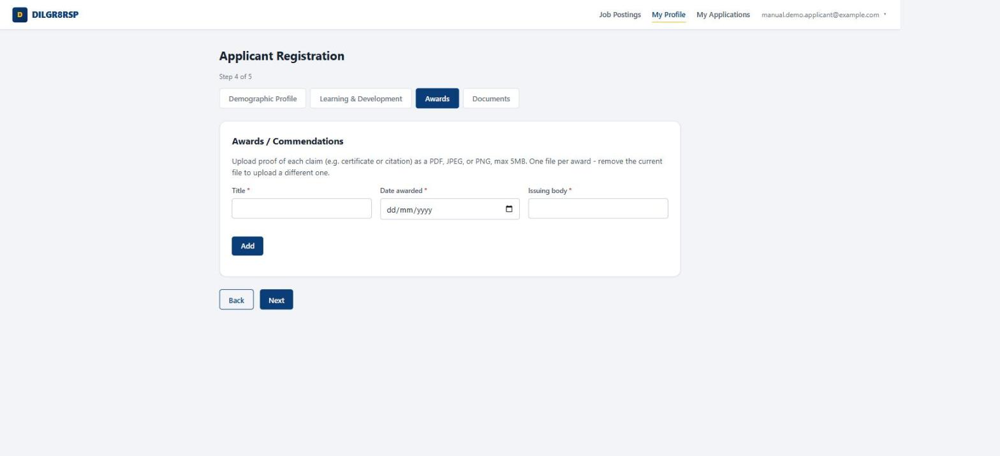 D DILGR8RSP
Job Postings My Profile My Applications manual.demo.applicant@example.com
Applicant Registration
Step 4 of 5
Demographic Profile Learning & Development Awards Documents
Awards / Commendations
Upload proof of each claim (e.g. certificate or citation) as a PDF, JPEG, or PNG, max 5MB. One file per award - remove the current
file to upload a different one.
Title * Date awarded * Issuing body *
dd/mm/yyyy
Add
Back Next